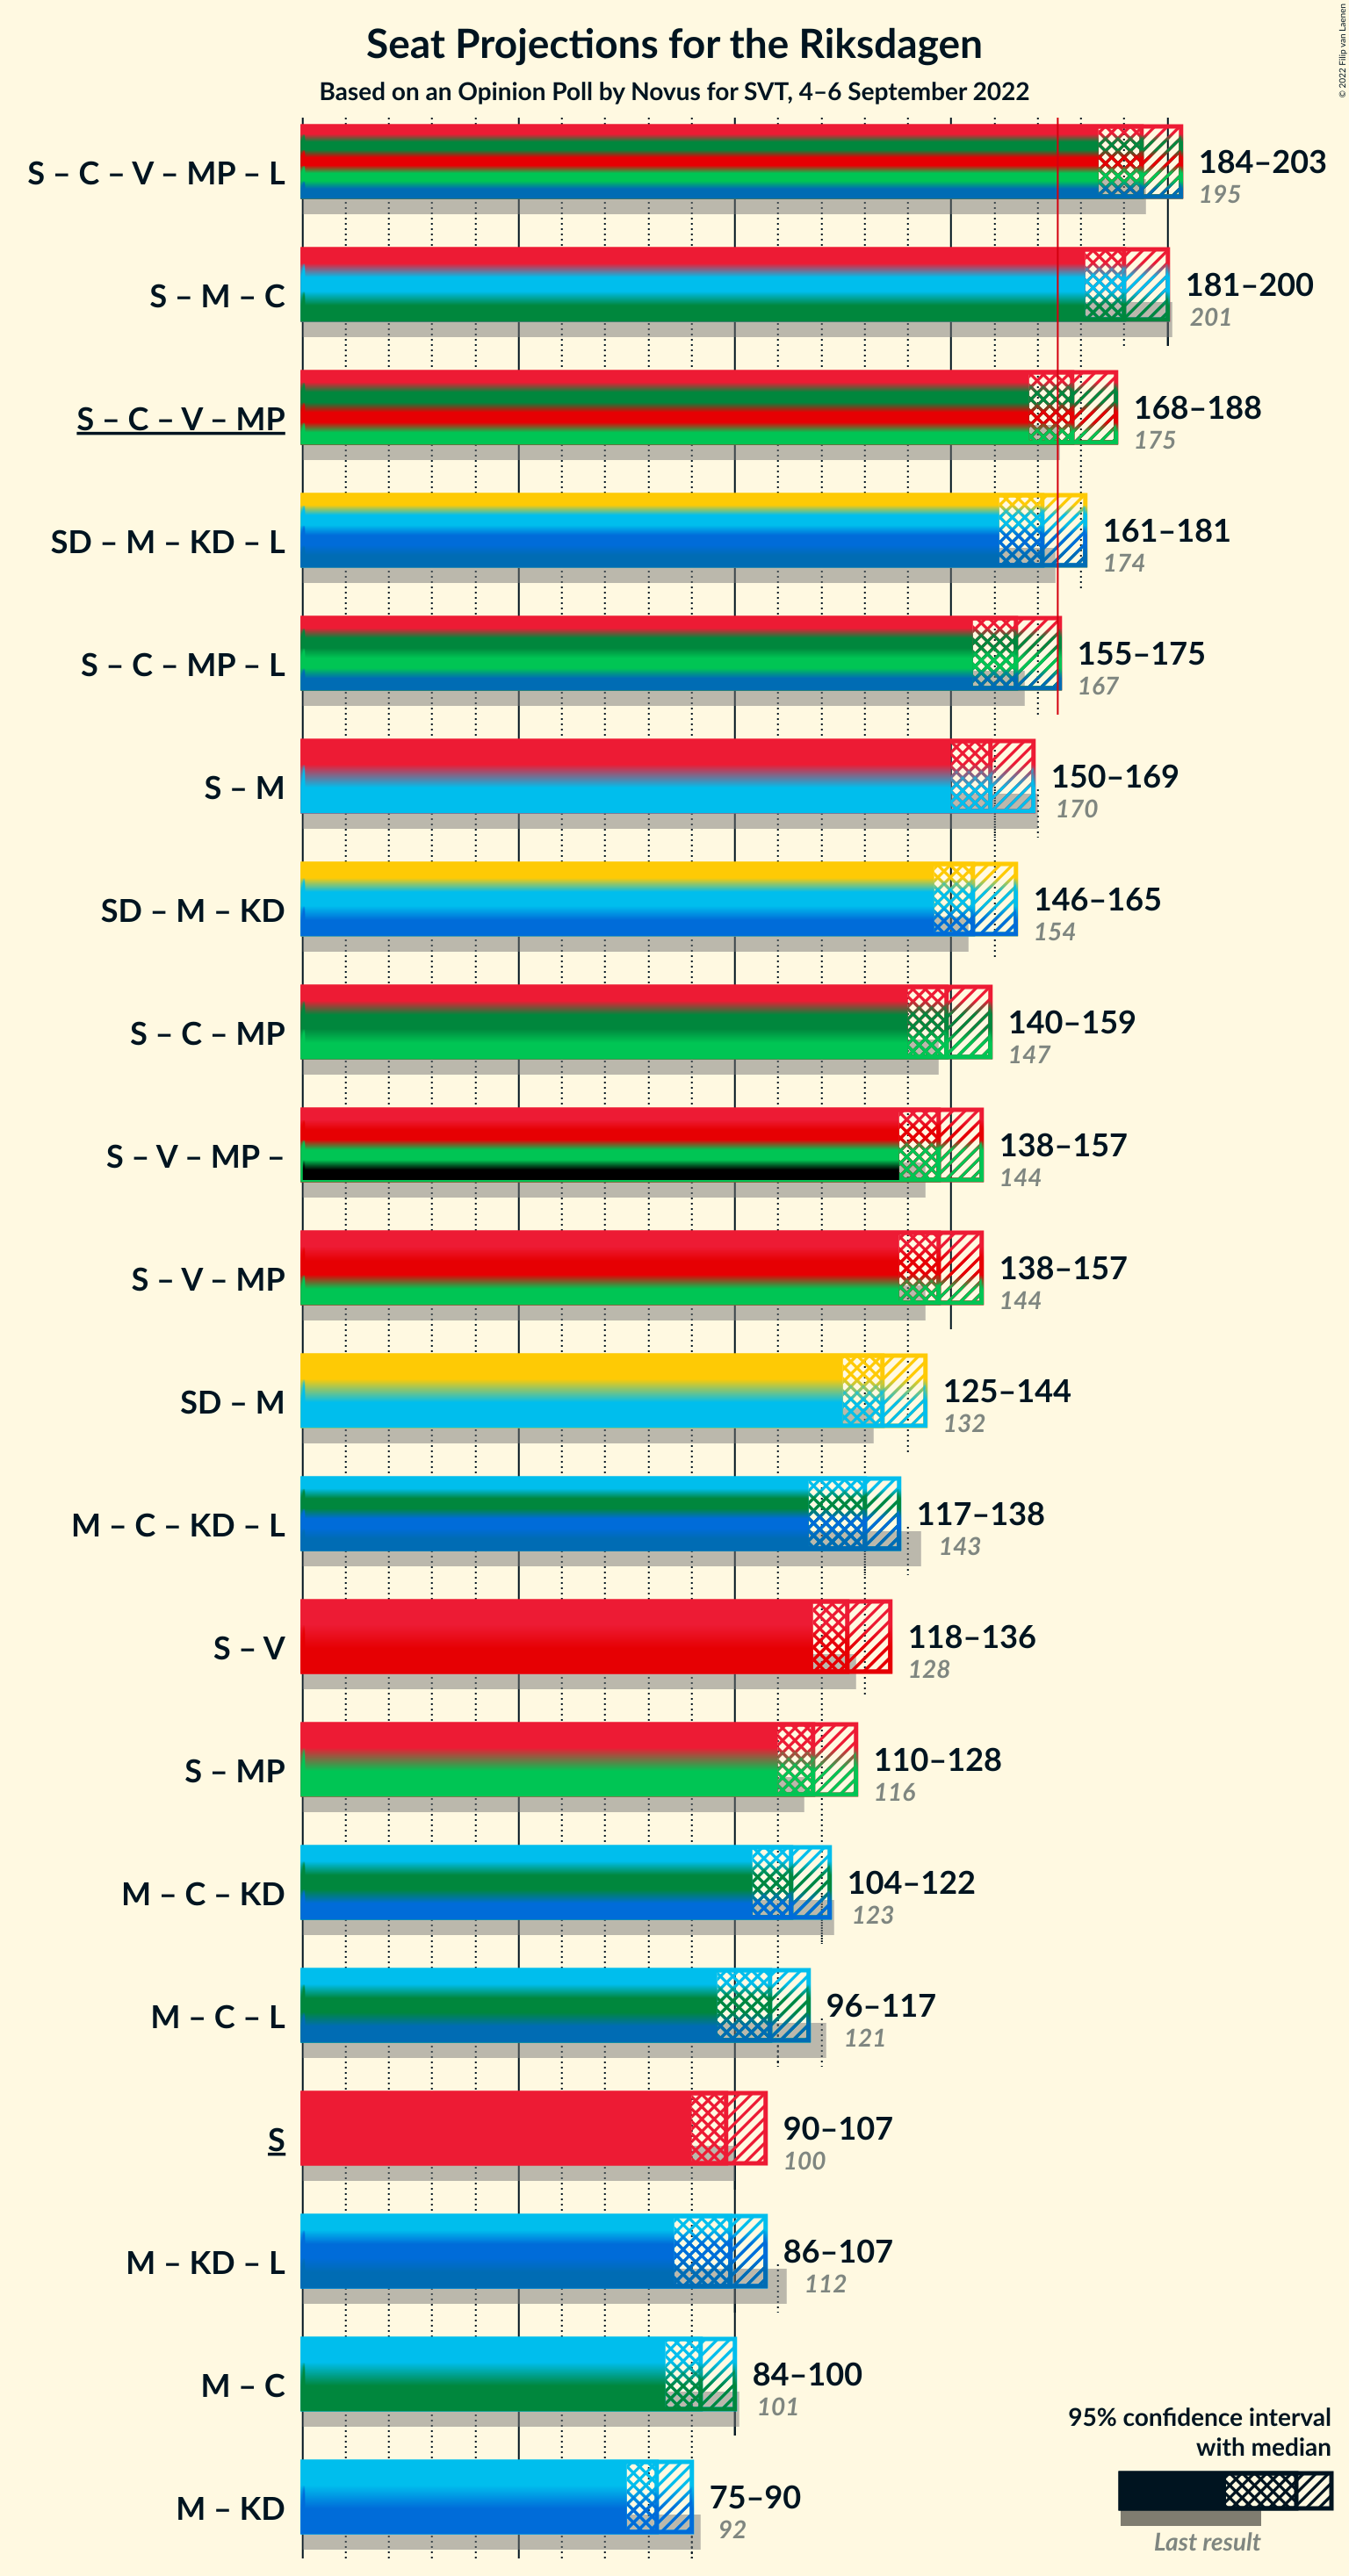 © 2022 Filip van Laenen
Seat Projections for the Riksdagen
Based on an Opinion Poll by Novus for SVT, 4–6 September 2022
S – C – V – MP – L
184–203
195
S – M – C
181–200
201
S – C – V – MP
168–188
175
SD – M – KD – L
161–181
174
S – C – MP – L
155–175
167
S – M
150–169
170
SD – M – KD
146–165
154
S – C – MP
140–159
147
S – V – MP –
138–157
144
S – V – MP
138–157
144
SD – M
125–144
132
M – C – KD – L
117–138
143
S – V
118–136
128
S – MP
110–128
116
M – C – KD
104–122
123
M – C – L
96–117
121
S
90–107
100
M – KD – L
86–107
112
M – C
84–100
101
M – KD
75–90
92
95% confidence interval
with median
Last result